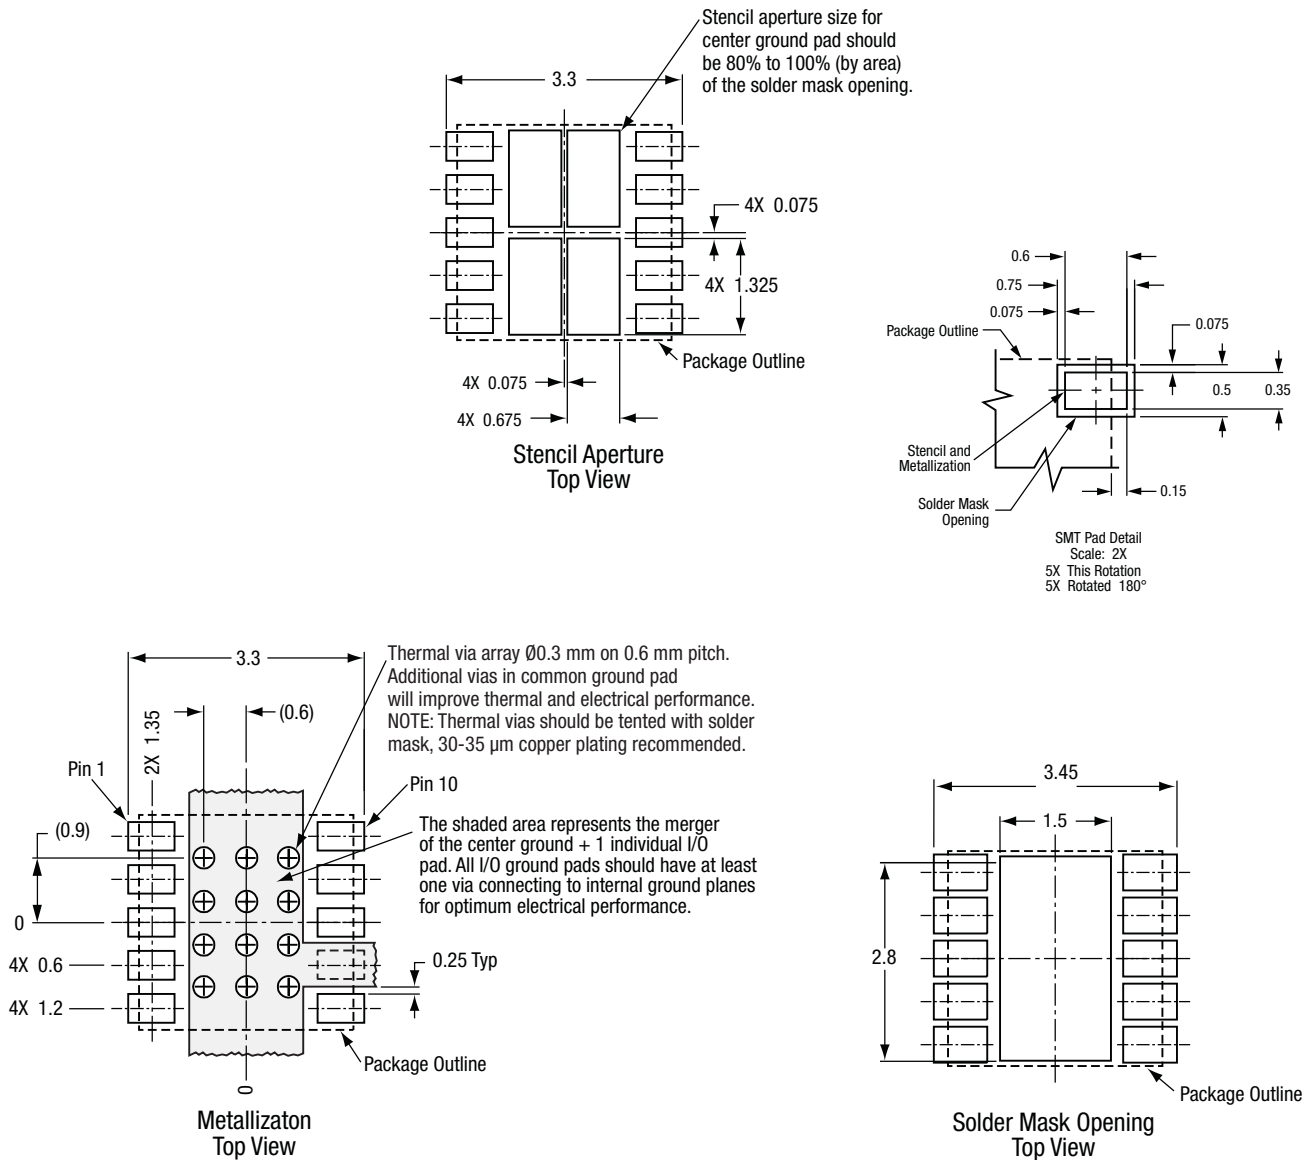 Stencil aperture size for
center ground pad should
be 80% to 100% (by area)
of the solder mask opening.
3.3
4X 0.075
4X 1.325
Package Outline
4X 0.075
4X 0.675
Stencil Aperture
Top View
0.6
0.75
0.075
0.075
Package Outline
0.5
0.35
Stencil and
Metallization
0.15
Solder Mask
Opening
SMT Pad Detail
Scale: 2X
5X This Rotation
5X Rotated 180°
3.3
Thermal via array Ø0.3 mm on 0.6 mm pitch.
Additional vias in common ground pad
will improve thermal and electrical performance.
NOTE: Thermal vias should be tented with solder
mask, 30-35 µm copper plating recommended.
(0.6)
2X 1.35
Pin 1
Pin 10
(0.9)
The shaded area represents the merger
of the center ground + 1 individual I/O
pad. All I/O ground pads should have at least
one via connecting to internal ground planes
for optimum electrical performance.
0
4X 0.6
0.25 Typ
4X 1.2
Package Outline
0
Metallizaton
Top View
3.45
1.5
2.8
Package Outline
Solder Mask Opening
Top View